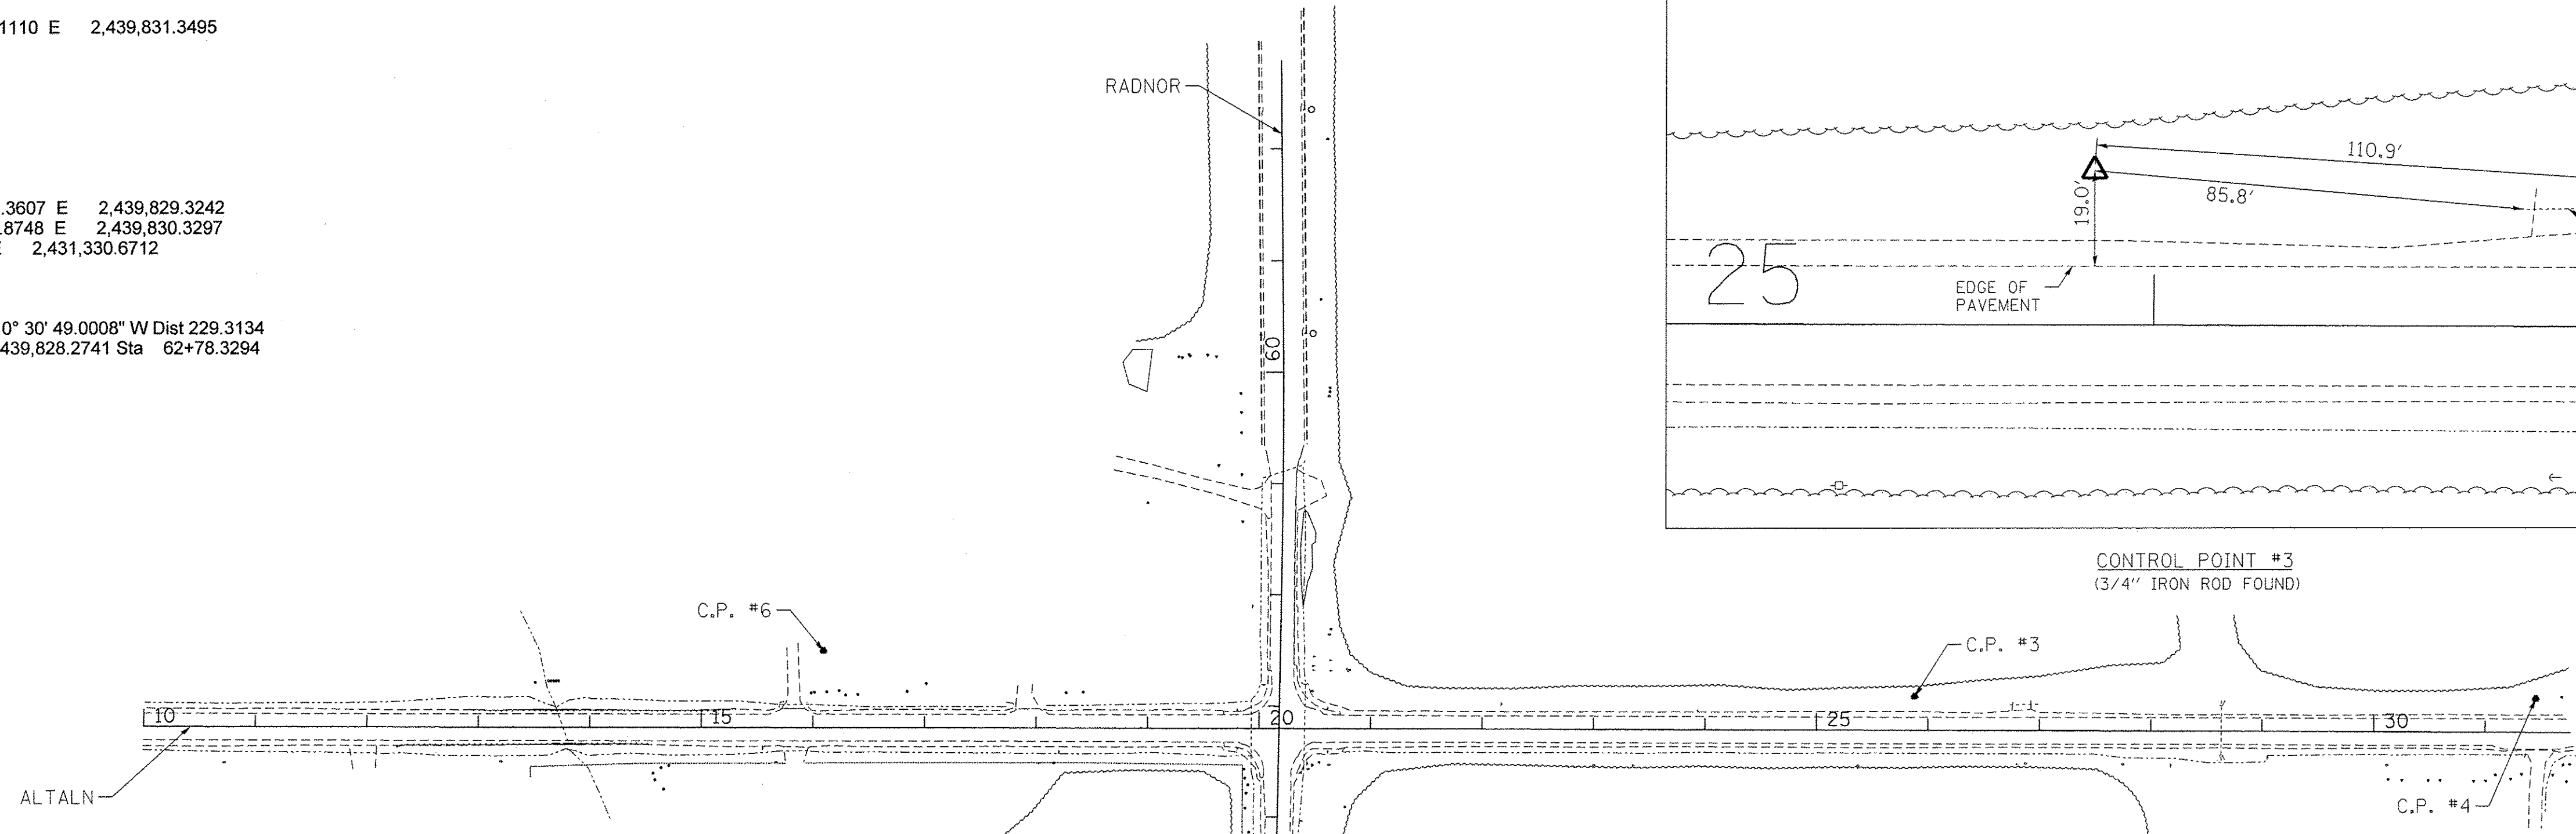 1110 E 2,439,831.3495
.3607 E 2,439,829.3242
.8748 E 2,439,830.3297
2,431,330.6712
0° 30' 49.0008" W Dist 229.3134
439,828.2741 Sta 62+78.3294
RADNOR
60
110.9'
85.8'
19.0'
25
EDGE OF
PAVEMENT
CONTROL POINT #3
(3/4" IRON ROD FOUND)
C.P. #6
C.P. #3
10
15
20
25
30
ALTALN
C.P. #4